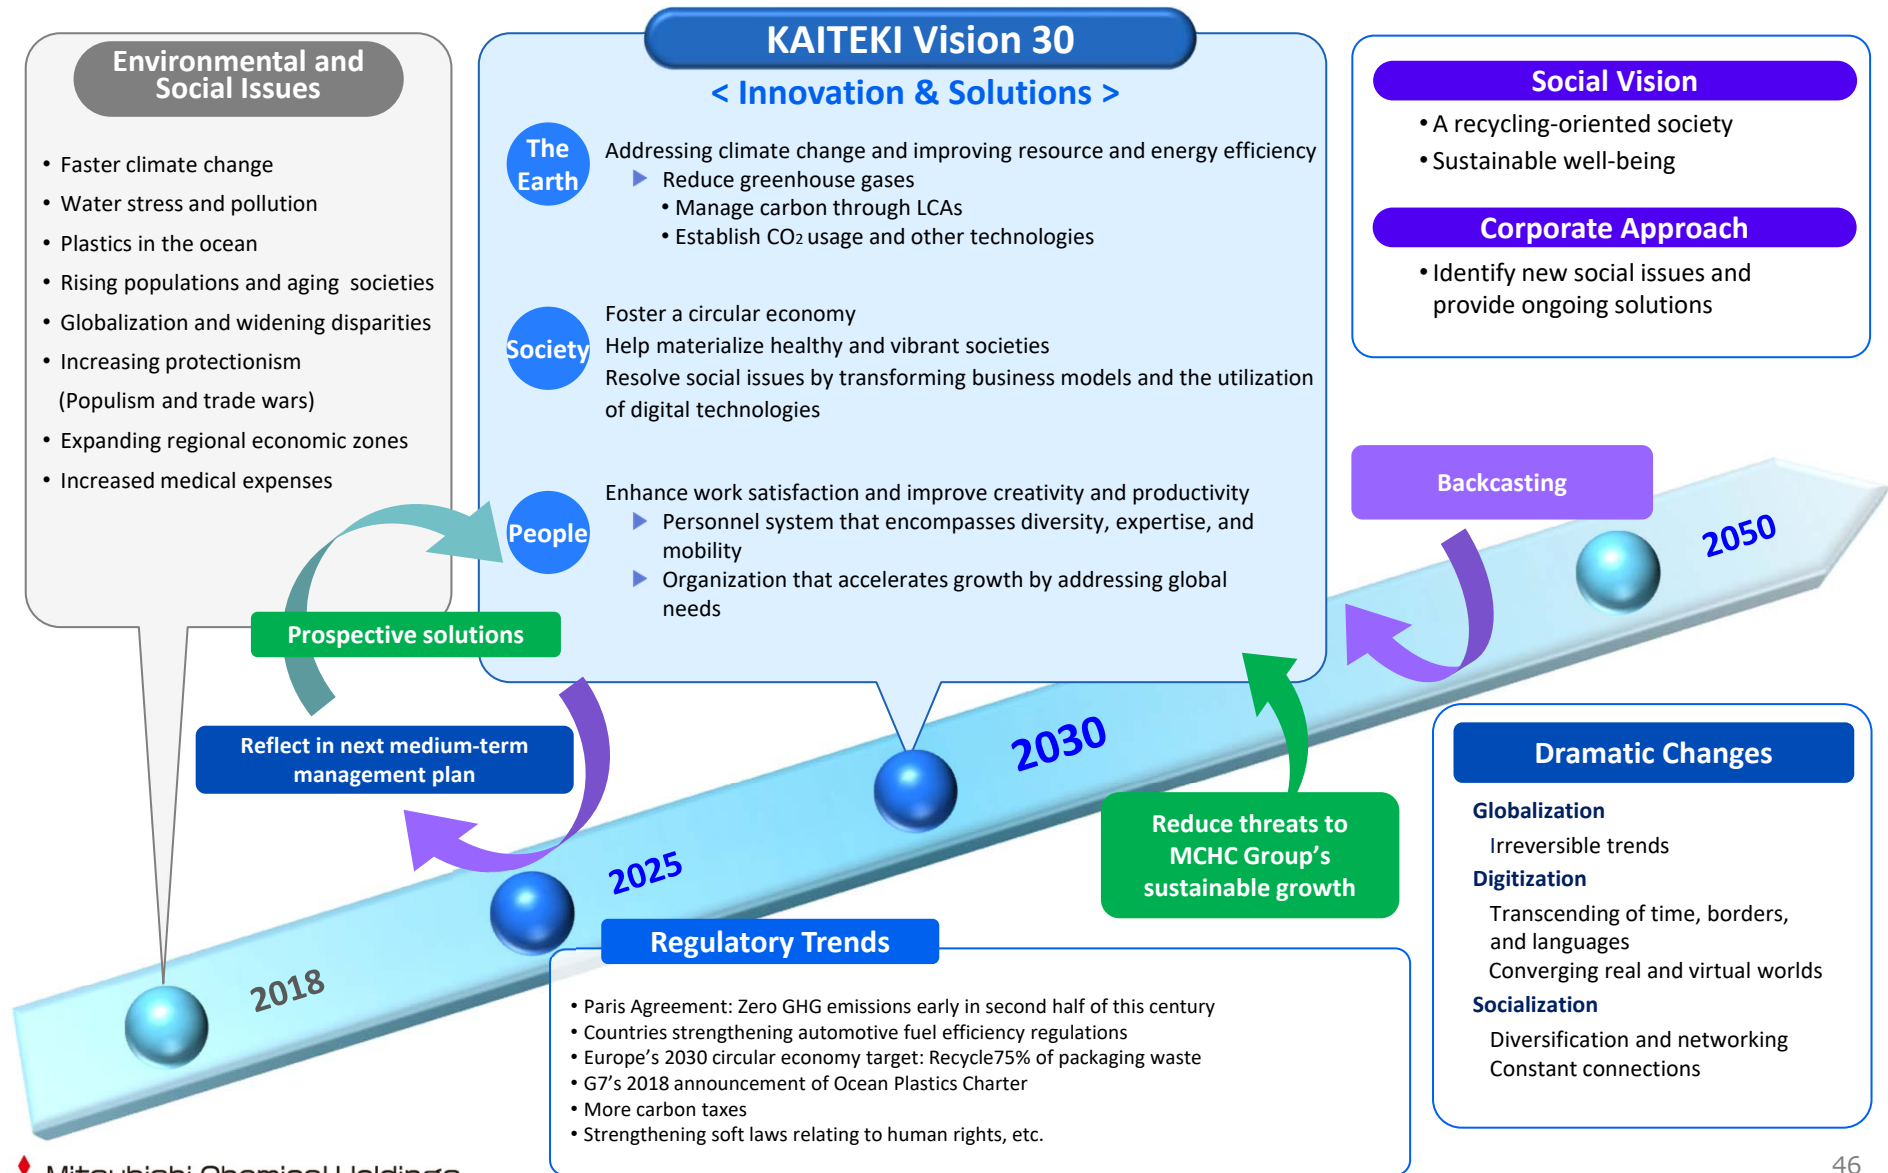 Environmental and
Social Issues
• Faster climate change
• Water stress and pollution
• Plastics in the ocean
• Rising populations and aging societies
• Globalization and widening disparities
• Increasing protectionism
(Populism and trade wars)
• Expanding regional economic zones
• Increased medical expenses
KAITEKI Vision 30
< Innovation & Solutions >
The
Earth
Addressing climate change and improving resource and energy efficiency
▶ Reduce greenhouse gases
• Manage carbon through LCAs
• Establish CO2 usage and other technologies
Society
Foster a circular economy
Help materialize healthy and vibrant societies
Resolve social issues by transforming business models and the utilization
of digital technologies
People
Enhance work satisfaction and improve creativity and productivity
▶ Personnel system that encompasses diversity, expertise, and
mobility
▶ Organization that accelerates growth by addressing global
needs
Social Vision
• A recycling-oriented society
• Sustainable well-being
Corporate Approach
• Identify new social issues and
provide ongoing solutions
Backcasting
2050
Prospective solutions
Reflect in next medium-term
management plan
2030
2025
2018
Reduce threats to
MCHC Group's
sustainable growth
Dramatic Changes
Globalization
Irreversible trends
Digitization
Transcending of time, borders,
and languages
Converging real and virtual worlds
Socialization
Diversification and networking
Constant connections
Regulatory Trends
• Paris Agreement: Zero GHG emissions early in second half of this century
• Countries strengthening automotive fuel efficiency regulations
• Europe's 2030 circular economy target: Recycle75% of packaging waste
• G7's 2018 announcement of Ocean Plastics Charter
• More carbon taxes
• Strengthening soft laws relating to human rights, etc.
Mitsubishi Chemical Holdings
46